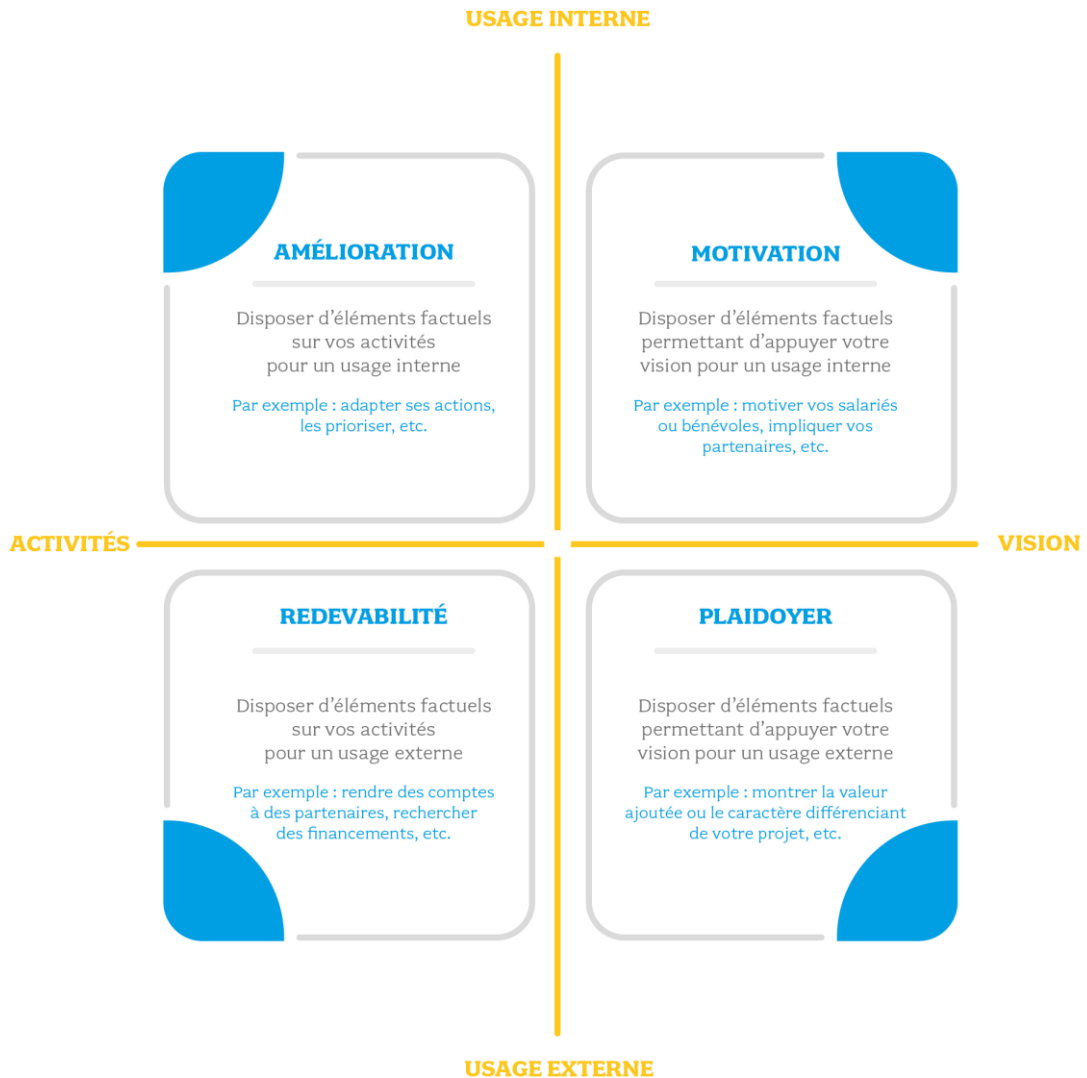 USAGE INTERNE
AMÉLIORATION
Disposer d’éléments factuels
sur vos activités
pour un usage interne
Par exemple : adapter ses actions,
les prioriser, etc.
MOTIVATION
Disposer d’éléments factuels
permettant d’appuyer votre
vision pour un usage interne
Par exemple : motiver vos salariés
ou bénévoles, impliquer vos
partenaires, etc.
ACTIVITÉS
VISION
REDEVABILITÉ
Disposer d’éléments factuels
sur vos activités
pour un usage externe
Par exemple : rendre des comptes
à des partenaires, rechercher
des financements, etc.
PLAIDOYER
Disposer d’éléments factuels
permettant d’appuyer votre
vision pour un usage externe
Par exemple : montrer la valeur
ajoutée ou le caractère différenciant
de votre projet, etc.
USAGE EXTERNE